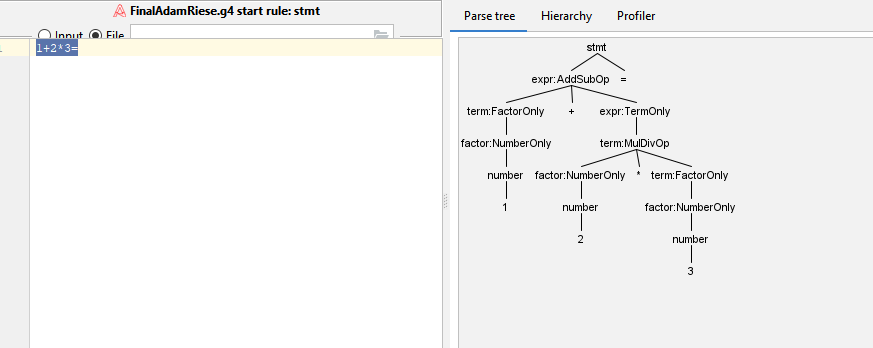 FinalAdamRiese.g4 start rule: stmt
Input File
1
1+2*3=
Parse tree Hierarchy Profiler
stmt
expr:AddSubOp =
term:FactorOnly + expr:TermOnly
factor:NumberOnly term:MulDivOp
number factor:NumberOnly * term:FactorOnly
1 number factor:NumberOnly
2 number
3